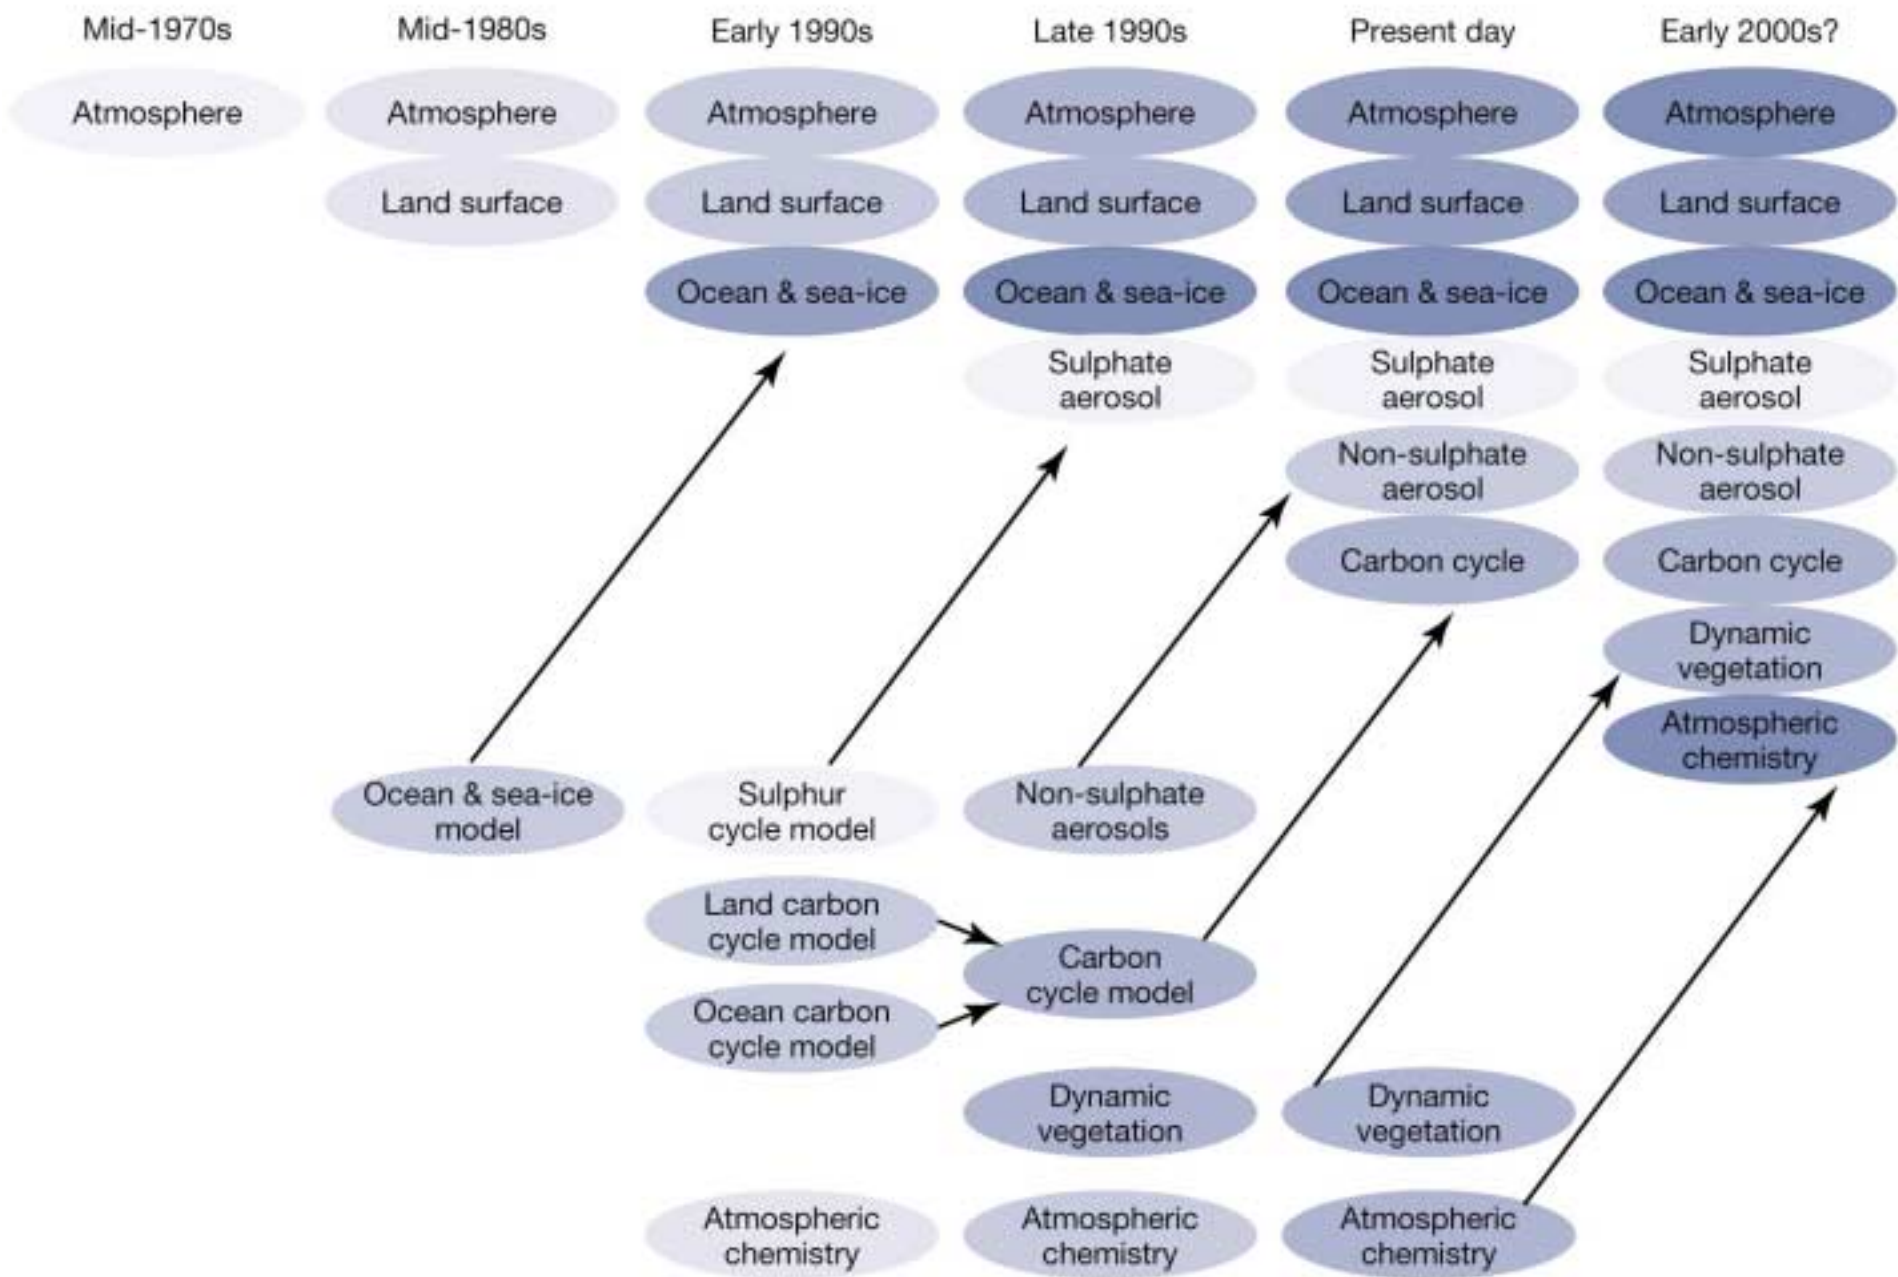 Mid-1970s Mid-1980s Early 1990s Late 1990s Present day Early 2000s?
Atmosphere Atmosphere Atmosphere Atmosphere Atmosphere Atmosphere
Land surface Land surface Land surface Land surface Land surface
Ocean & sea-ice Ocean & sea-ice Ocean & sea-ice Ocean & sea-ice
Sulphate Sulphate Sulphate
aerosol aerosol aerosol
Non-sulphate Non-sulphate
aerosol aerosol
Carbon cycle Carbon cycle
Dynamic
vegetation
Atmospheric
chemistry
Ocean & sea-ice Sulphur Non-sulphate
model cycle model aerosols
Land carbon
cycle model
Carbon
cycle model
Ocean carbon
cycle model
Dynamic Dynamic
vegetation vegetation
Atmospheric Atmospheric Atmospheric
chemistry chemistry chemistry